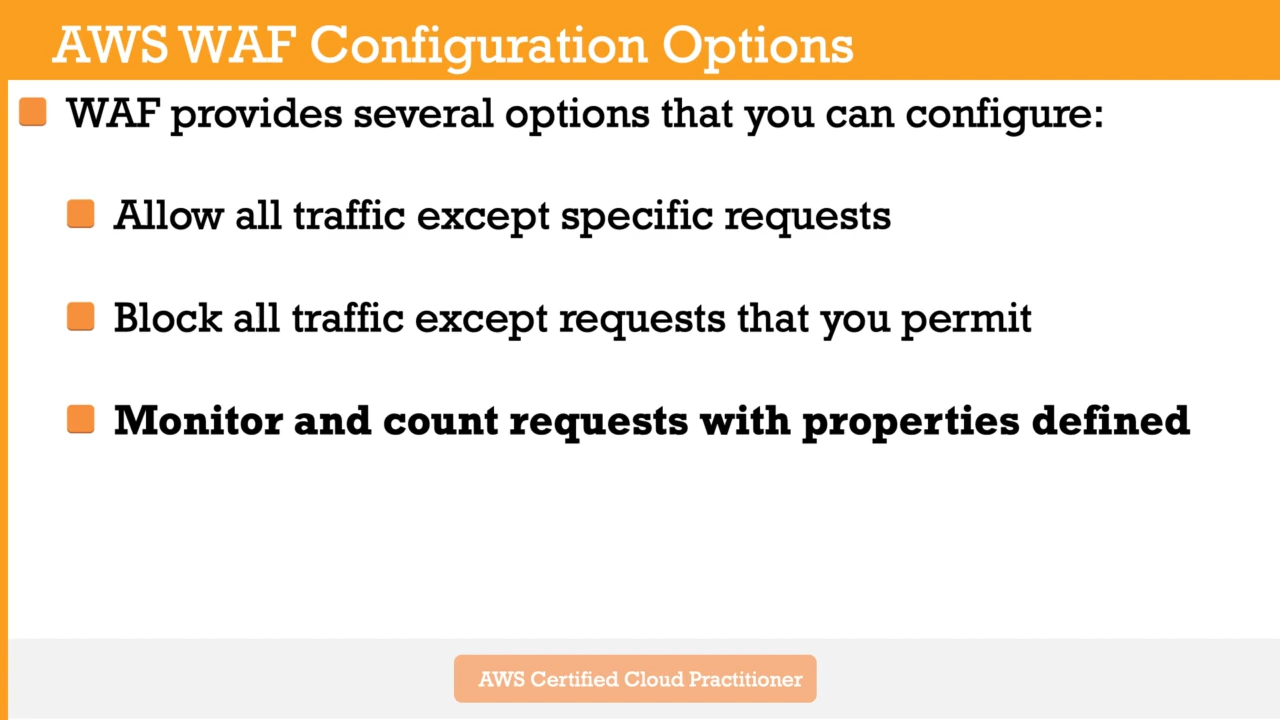 AWS WAF Configuration Options
WAF provides several options that you can configure:
Allow all traffic except specific requests
Block all traffic except requests that you permit
Monitor and count requests with properties defined
AWS Certified Cloud Practitioner